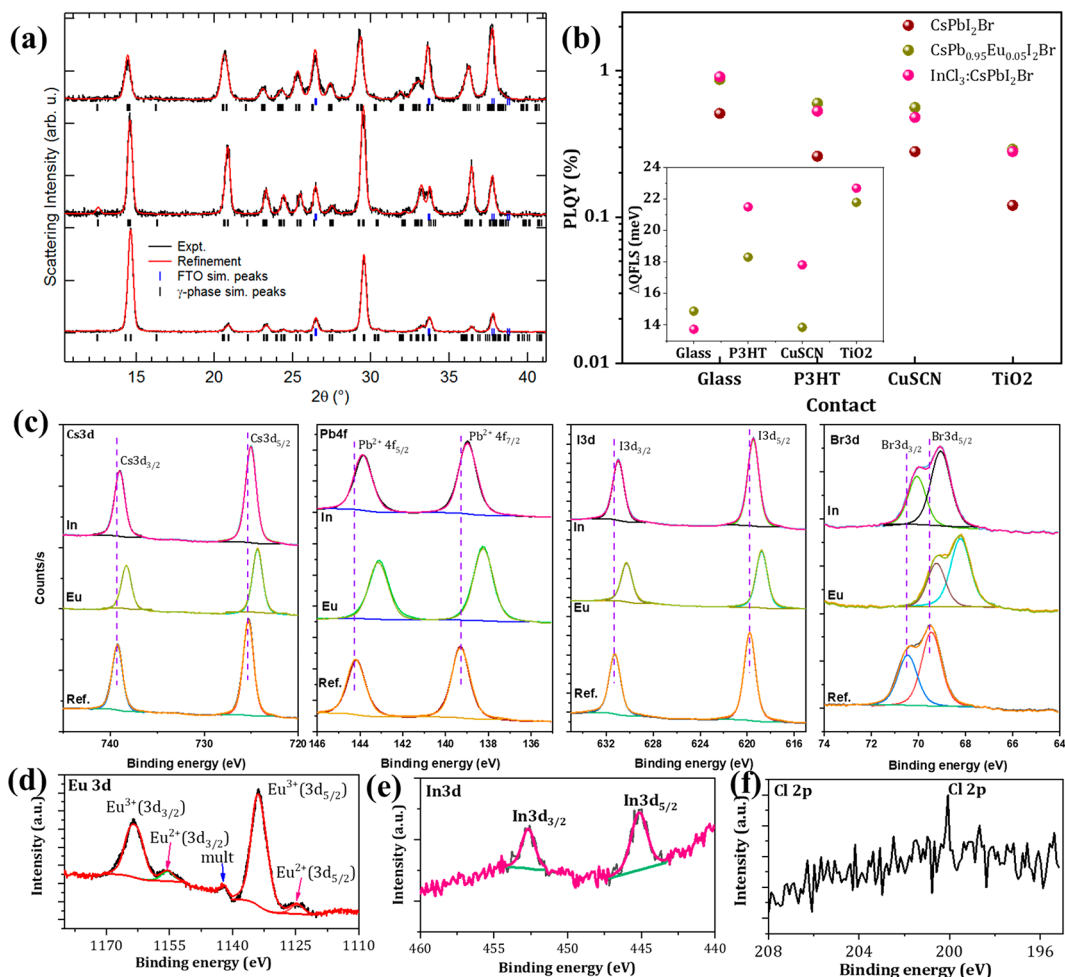 (a)
Scattering Intensity (arb. u.)
Expt.
Refinement
FTO sim. peaks
γ-phase sim. peaks
15 20 25 30 35 40
2θ (°)
(b)
CsPbI2Br
CsPb0.95Eu0.05I2Br
InCl3:CsPbI2Br
PLQY (%)
1
0.1
0.01
ΔQFLS (meV)
24
22
20
18
16
14
Glass P3HT CuSCN TiO2
Glass P3HT CuSCN TiO2
Contact
(c)
Counts/s
Cs3d
Cs3d3/2
Cs3d5/2
In
Eu
Ref.
740 730 720
Binding energy (eV)
Pb4f
Pb2+ 4f5/2
Pb2+ 4f7/2
In
Eu
Ref.
146 144 142 140 138 136
Binding energy (eV)
I3d
I3d3/2
I3d5/2
In
Eu
Ref.
632 628 624 620 616
Binding energy (eV)
Br3d
Br3d3/2
Br3d5/2
In
Eu
Ref.
74 72 70 68 66 64
Binding energy (eV)
(d)
Eu 3d
Eu3+(3d3/2)
Eu2+(3d3/2)
mult
Eu3+(3d5/2)
Eu2+(3d5/2)
Intensity (a.u.)
1170 1155 1140 1125 1110
Binding energy (eV)
(e)
In3d
In3d3/2
In3d5/2
Intensity (a.u.)
460 455 450 445 440
Binding energy (eV)
(f)
Cl 2p
Cl 2p
Intensity (a.u.)
208 204 200 196
Binding energy (eV)